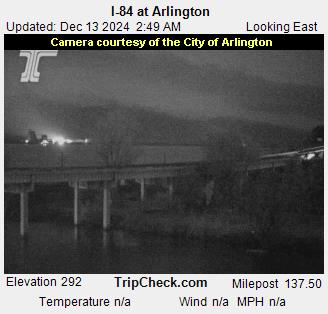 I-84 at Arlington
Updated: Dec 13 2024 2:49 AM Looking East
Camera courtesy of the City of Arlington
Elevation 292 TripCheck.com Milepost 137.50
Temperature n/a Wind n/a MPH n/a